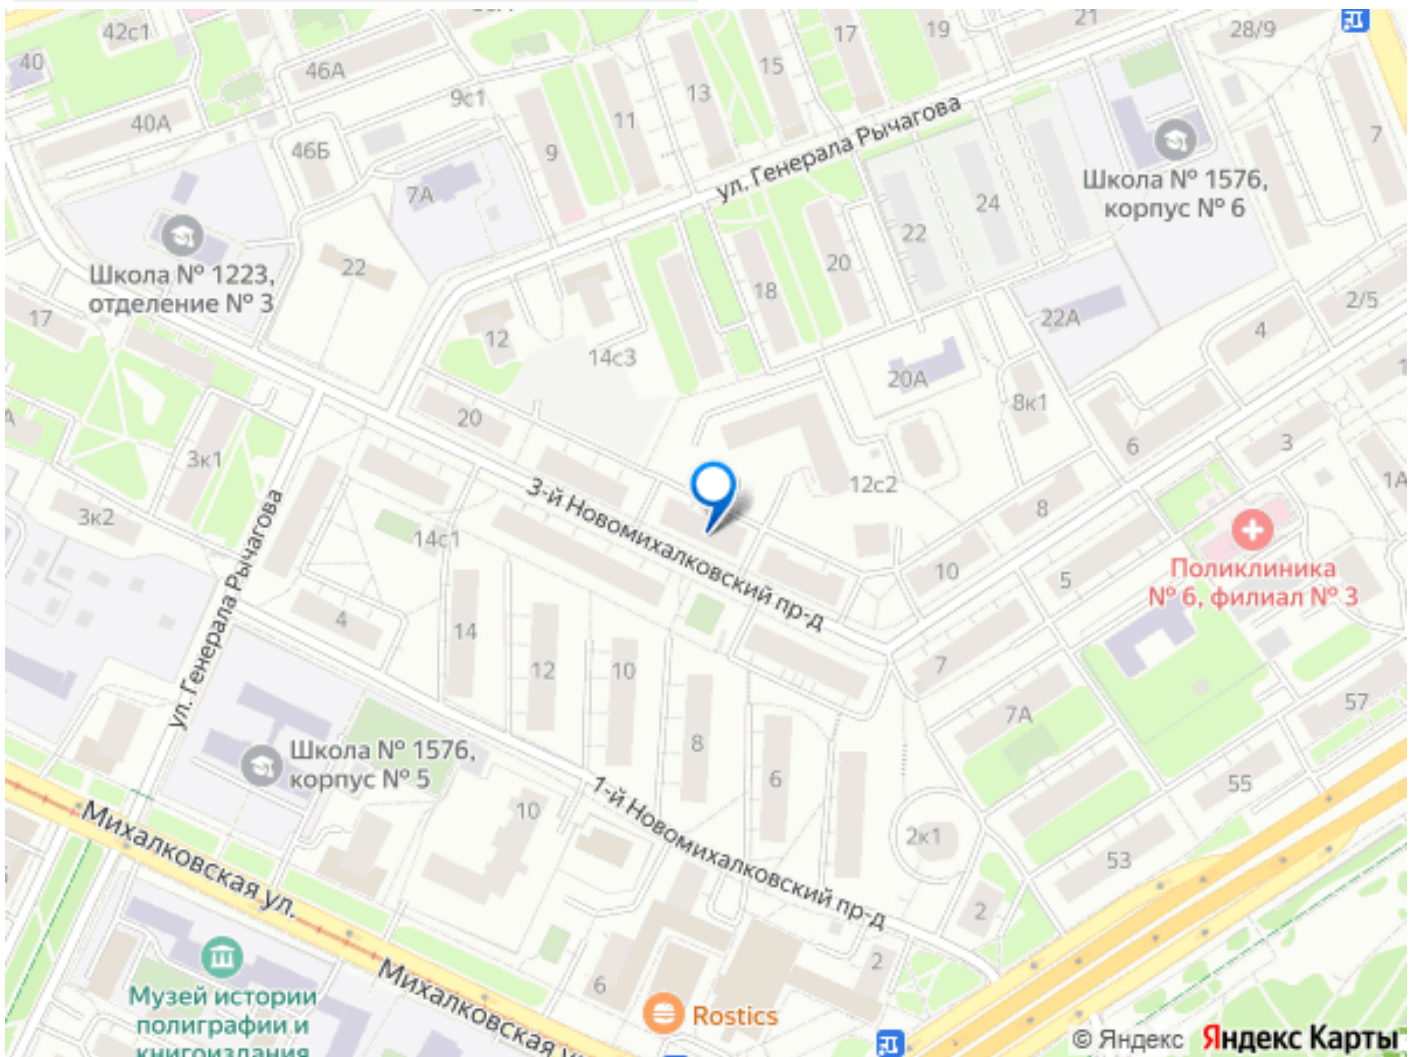 42с1
21
28/9
19
17
15
40
46А
13
9с1
11
40А
46Б
9
7
ул. Генерала Рычагова
7А
24
22
Школа № 1576,
корпус № 6
Школа № 1223,
отделение № 3
22
20
18
17
12
14с3
22А
2/5
4
20А
8к1
20
6
3
3к1
1А
12с2
3к2
3-й Новомихалковский пр-д
8
14с1
ул. Генерала Рычагова
10
5
Поликлиника
№ 6, филиал № 3
4
14
12
10
7
7А
57
8
6
Школа № 1576,
корпус № 5
55
1-й Новомихалковский пр-д
10
2к1
53
Михалковская ул.
2
2
6
Музей истории
полиграфии и
книгоиздания
Михалковская
Rostics
© Яндекс Яндекс Карты